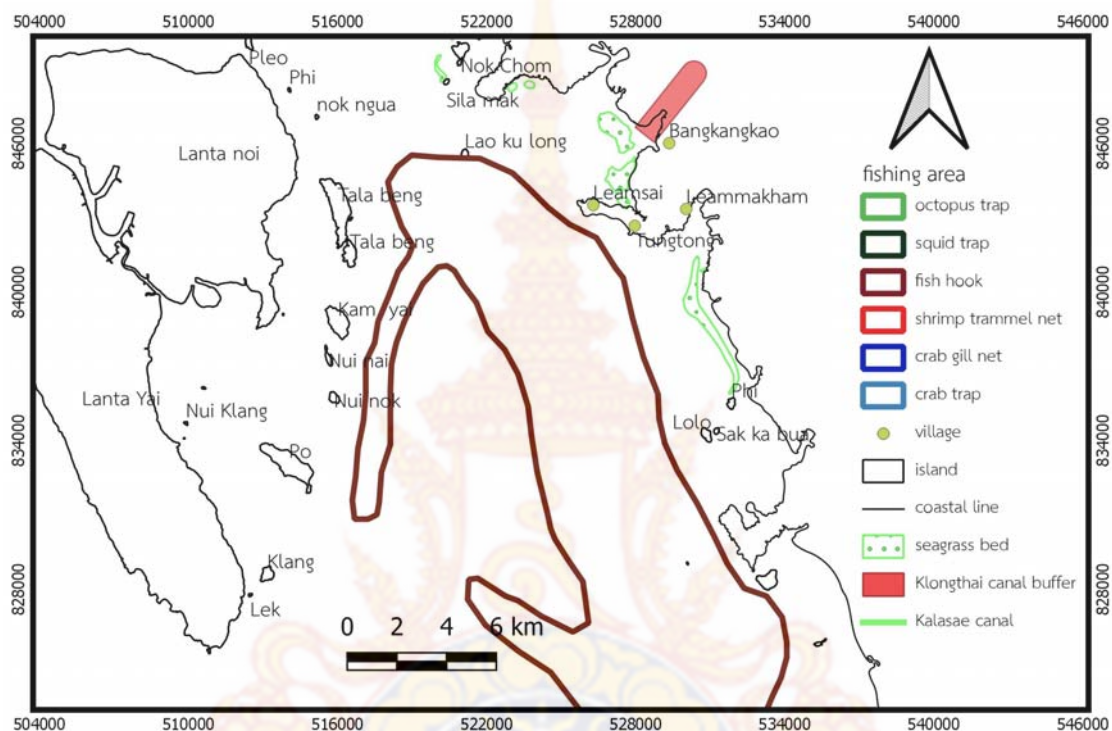 504000 510000 516000 522000 528000 534000 540000 546000
Pleo
Nok Chom
Phi
Sila mak
nok ngua
846000
846000
Bangkangkao
Lao ku long
Lanta noi
fishing area
Tala beng
Leamsai
Leammakham
octopus trap
Tala beng
Tungtong
squid trap
840000
840000
fish hook
Kam yai
shrimp trammel net
Nui nai
crab gill net
Lanta Yai
Nui nok
Phi
crab trap
Nui Klang
Lolo
Sak ka bua
village
834000
834000
Po
island
coastal line
seagrass bed
Klang
Klongthai canal buffer
828000
828000
Lek
Kalasae canal
0 2 4 6 km
504000 510000 516000 522000 528000 534000 540000 546000